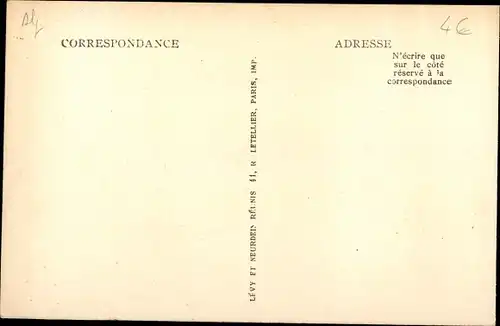 Alg
4€
CORRESPONDANCE
ADRESSE
N'écrire que
sur le côté
réservé à la
correspondance
LÉVY ET NEURDEIN RÉUNIS 44, R LETELLIER, PARIS, IMP.